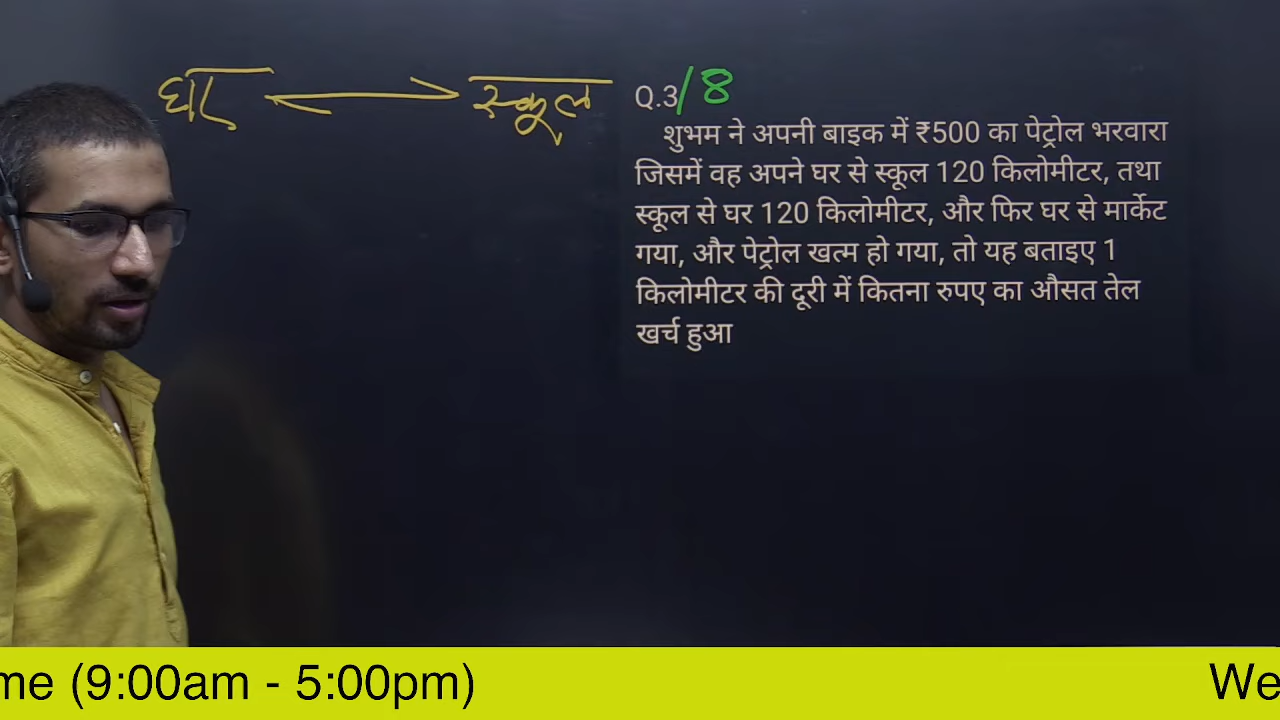 घर स्कूल
Q.3/8
शुभम ने अपनी बाइक में ₹500 का पेट्रोल भरवारा
जिसमें वह अपने घर से स्कूल 120 किलोमीटर, तथा
स्कूल से घर 120 किलोमीटर, और फिर घर से मार्केट
गया, और पेट्रोल खत्म हो गया, तो यह बताइए 1
किलोमीटर की दूरी में कितना रुपए का औसत तेल
खर्च हुआ
me (9:00am - 5:00pm) We